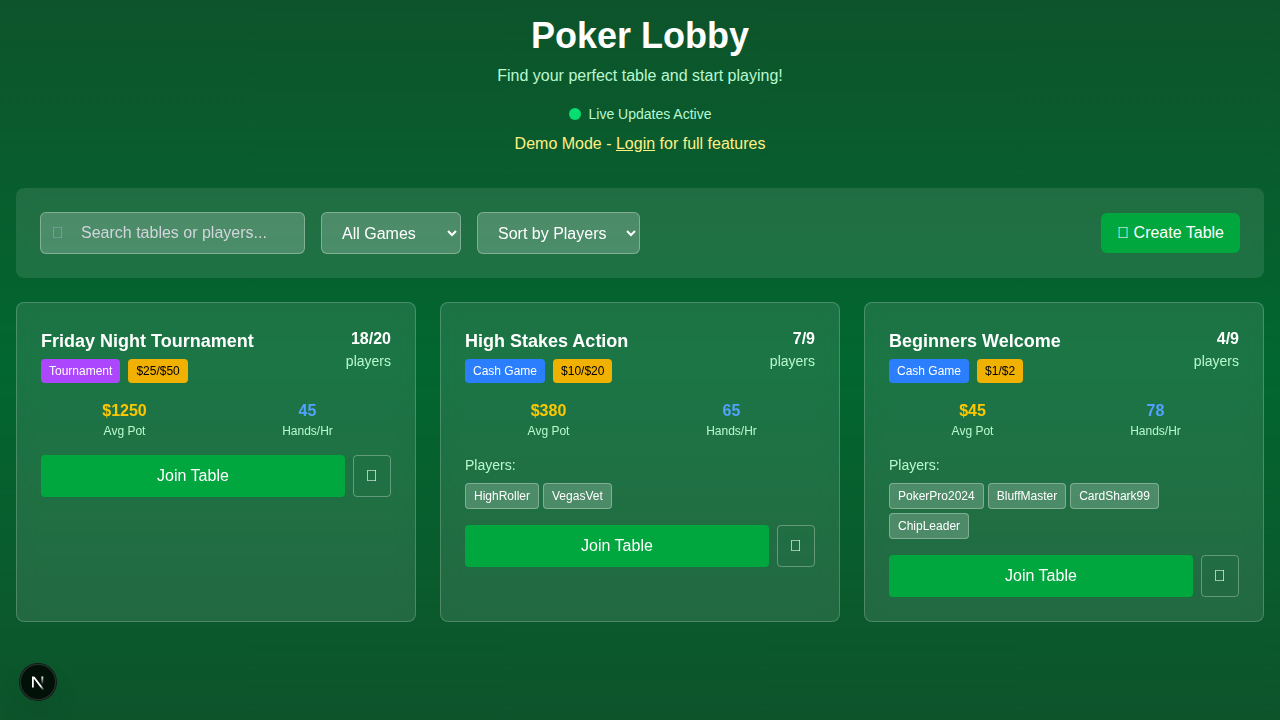 Poker Lobby
Find your perfect table and start playing!
Live Updates Active
Demo Mode - Login for full features
Search tables or players...
All Games
Sort by Players
Create Table
Friday Night Tournament
18/20
players
Tournament
$25/$50
$1250
Avg Pot
45
Hands/Hr
Join Table
High Stakes Action
7/9
players
Cash Game
$10/$20
$380
Avg Pot
65
Hands/Hr
Players:
HighRoller
VegasVet
Join Table
Beginners Welcome
4/9
players
Cash Game
$1/$2
$45
Avg Pot
78
Hands/Hr
Players:
PokerPro2024
BluffMaster
CardShark99
ChipLeader
Join Table
N